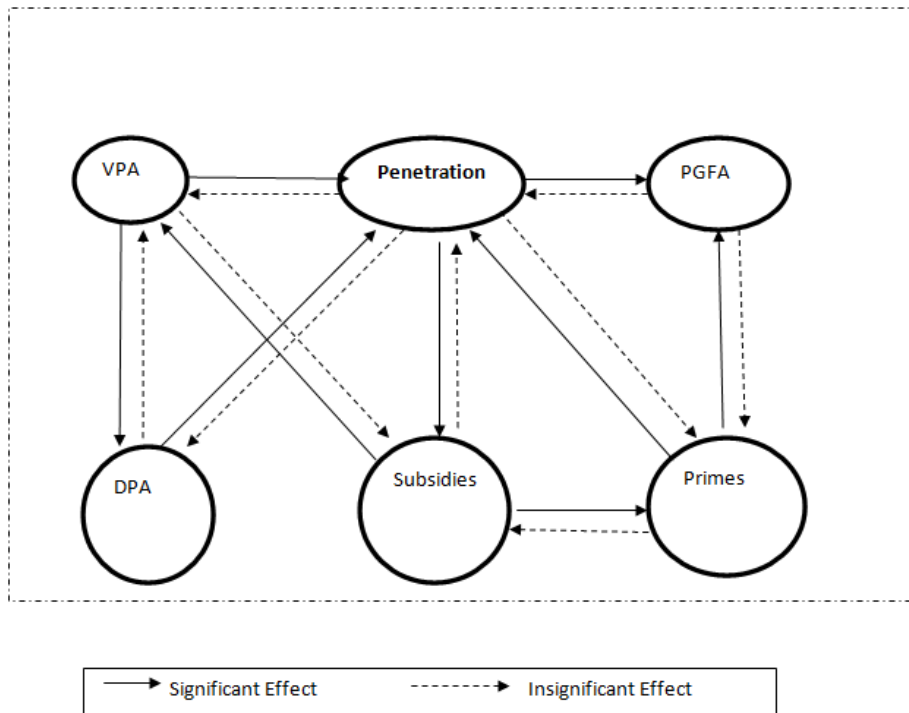 VPA
Penetration
PGFA
DPA
Subsidies
Primes
Significant Effect
Insignificant Effect